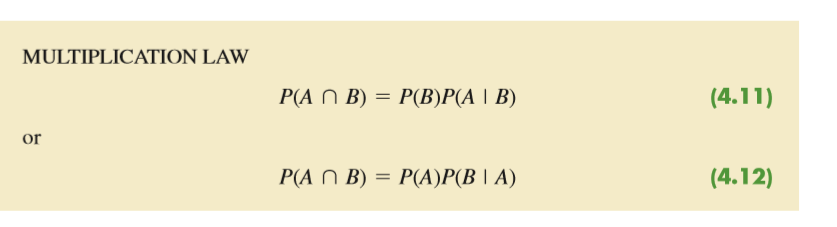 MULTIPLICATION LAW
P(A ∩ B) = P(B)P(A | B) (4.11)
or
P(A ∩ B) = P(A)P(B | A) (4.12)